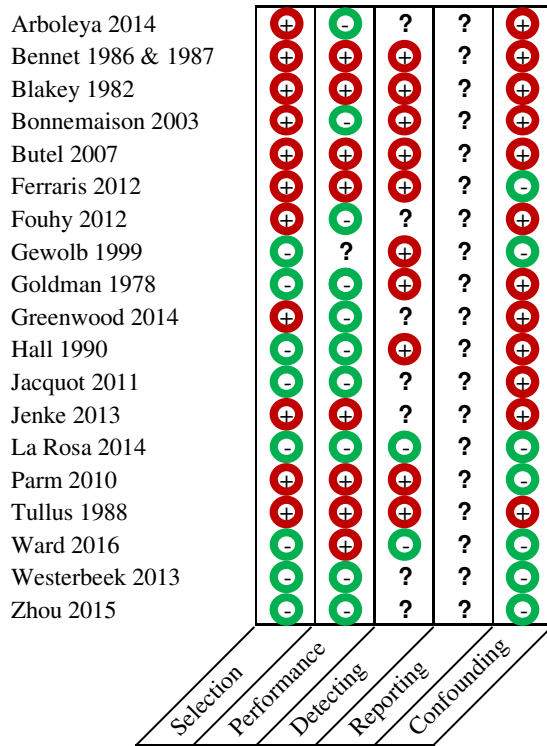 Arboleya 2014 + - ? ? +
Bennet 1986 & 1987 + + + ? +
Blakey 1982 + + + ? +
Bonnemaison 2003 + - + ? +
Butel 2007 + + + ? +
Ferraris 2012 + + + ? -
Fouhy 2012 + - ? ? +
Gewolb 1999 - ? + ? -
Goldman 1978 - - + ? +
Greenwood 2014 + - ? ? +
Hall 1990 - - + ? +
Jacquot 2011 - - ? ? +
Jenke 2013 + + ? ? +
La Rosa 2014 - - - ? -
Parm 2010 + + + ? -
Tullus 1988 + + + ? +
Ward 2016 - + - ? -
Westerbeek 2013 - - ? ? -
Zhou 2015 - - ? ? -
Selection
Performance
Detecting
Reporting
Confounding